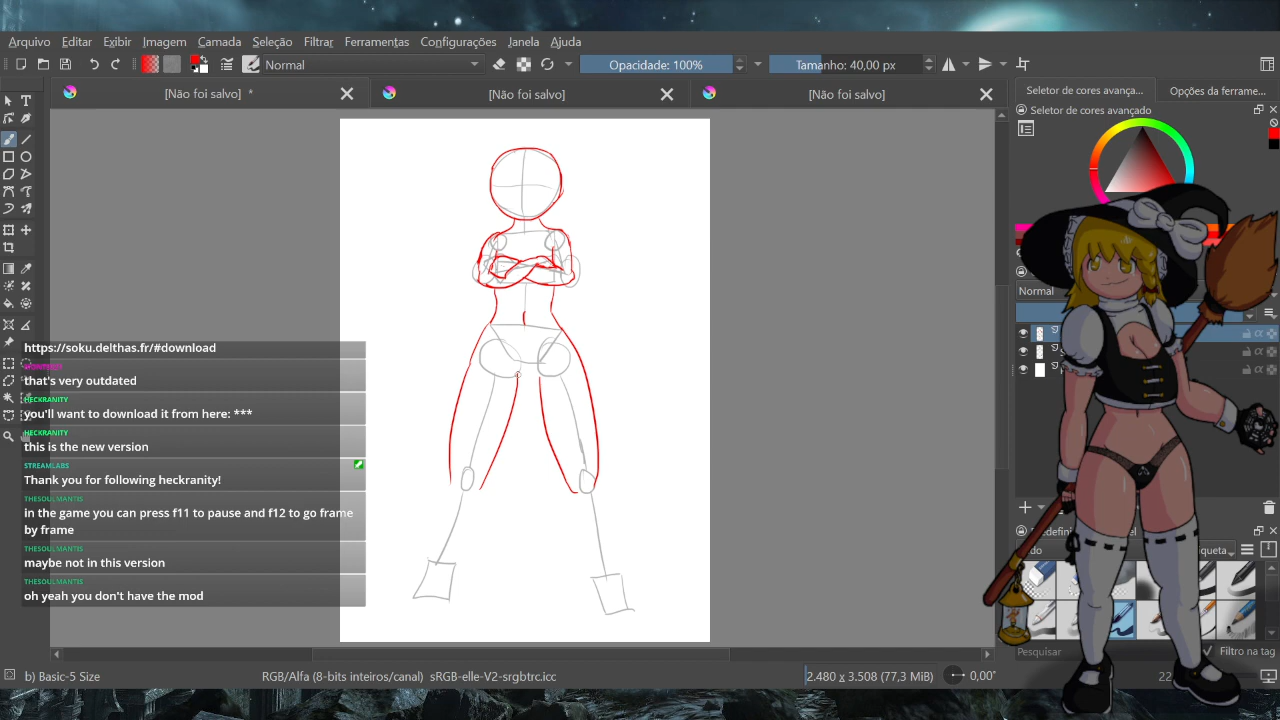 Arquivo Editar Exibir Imagem Camada Seleção Filtrar Ferramentas Configurações Janela Ajuda
Normal
Opacidade: 100%
Tamanho: 40,00 px
[Não foi salvo] *
[Não foi salvo]
[Não foi salvo]
Seletor de cores avança...
Opções da ferrame...
Seletor de cores avançado
Normal
https://soku.delthas.fr/#download
that's very outdated
HECKRANITY
you'll want to download it from here: ***
HECKRANITY
this is the new version
STREAMLABS
Thank you for following heckranity!
THESOULMANTIS
in the game you can press f11 to pause and f12 to go frame
by frame
THESOULMANTIS
maybe not in this version
THESOULMANTIS
oh yeah you don't have the mod
Pesquisar
Filtro na tag
b) Basic-5 Size
RGB/Alfa (8-bits inteiros/canal) sRGB-elle-V2-srgbtrc.icc
2.480 x 3.508 (77,3 MiB)
0,00°